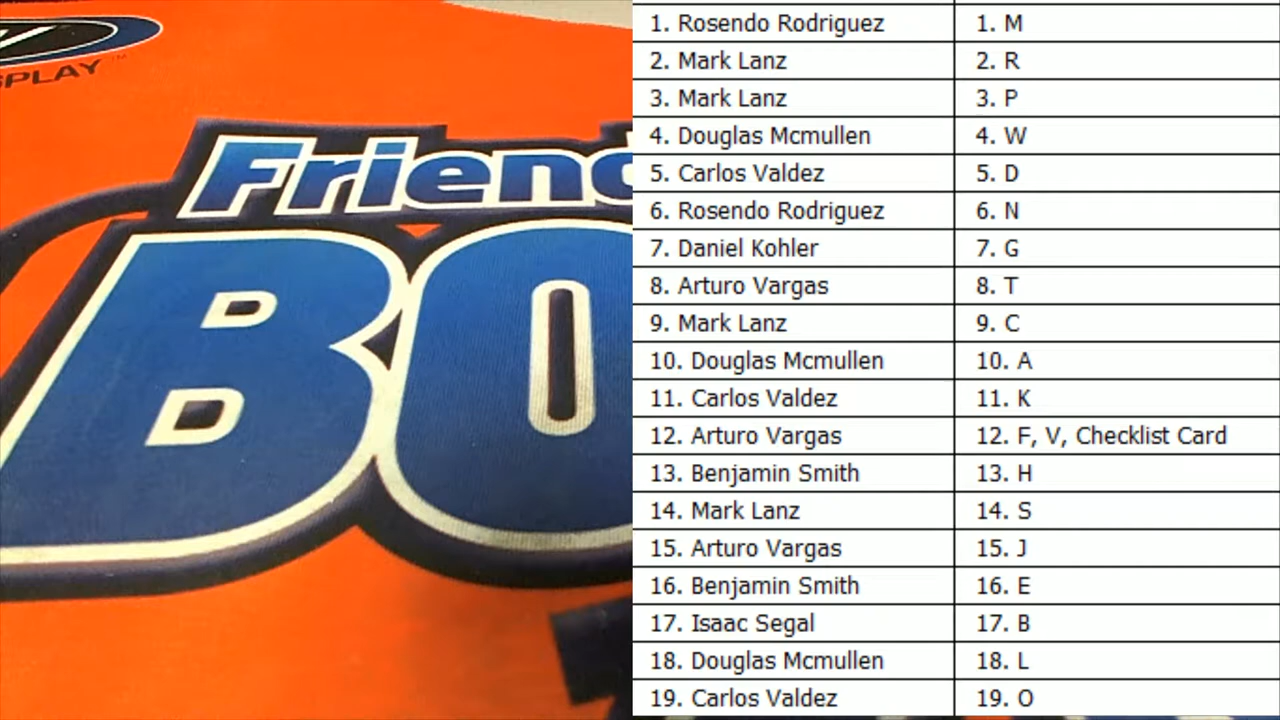 SPLAY™
Friend
BO
1. Rosendo Rodriguez 1. M
2. Mark Lanz 2. R
3. Mark Lanz 3. P
4. Douglas Mcmullen 4. W
5. Carlos Valdez 5. D
6. Rosendo Rodriguez 6. N
7. Daniel Kohler 7. G
8. Arturo Vargas 8. T
9. Mark Lanz 9. C
10. Douglas Mcmullen 10. A
11. Carlos Valdez 11. K
12. Arturo Vargas 12. F, V, Checklist Card
13. Benjamin Smith 13. H
14. Mark Lanz 14. S
15. Arturo Vargas 15. J
16. Benjamin Smith 16. E
17. Isaac Segal 17. B
18. Douglas Mcmullen 18. L
19. Carlos Valdez 19. O